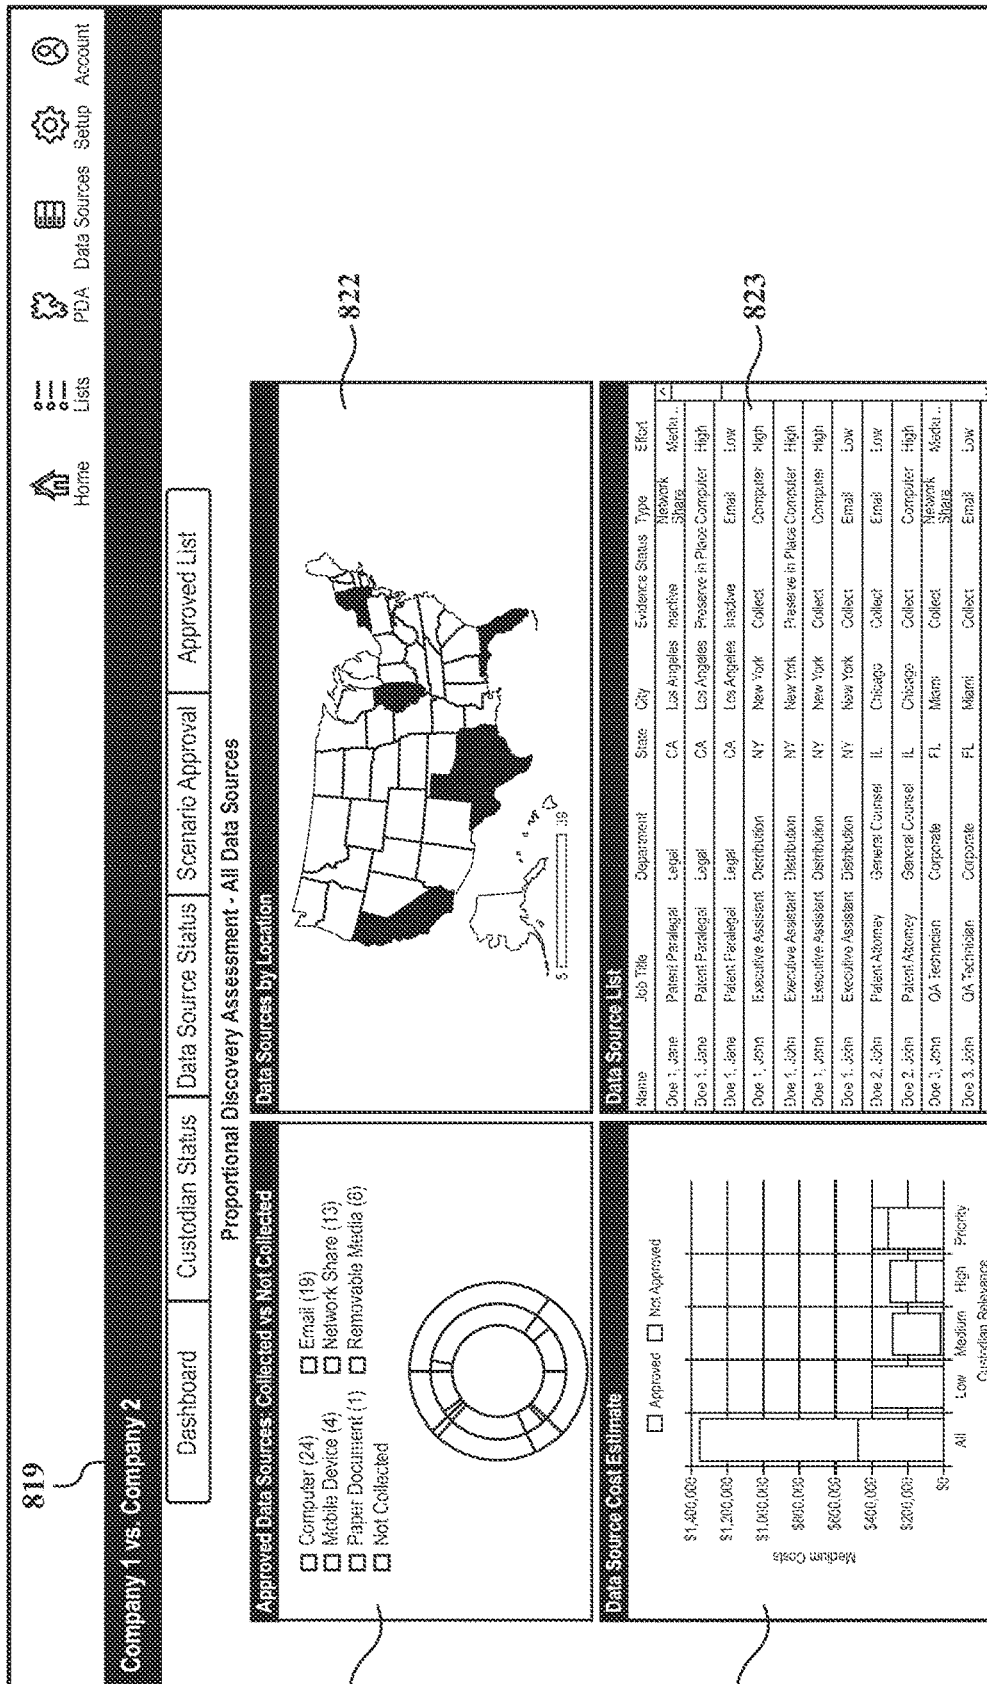 819
Home Lists PDA Data Sources Setup Account
Company 1 vs. Company 2
Dashboard Custodian Status Data Source Status Scenario Approval Approved List
Proportional Discovery Assessment - All Data Sources
Approved Data Sources: Collected vs Not Collected
Computer (24) Email (19)
Mobile Device (4) Network Share (13)
Paper Document (1) Removable Media (6)
Not Collected
Data Sources by Location
822
Data Source Cost Estimate
Approved Not Approved
Medium Costs
$1,400,000
$1,200,000
$1,000,000
$800,000
$600,000
$400,000
$200,000
$0
All Low Medium High Priority
Custodian Relevance
Data Source List
823
Name Job Title Department State City Evidence Status Type Effort
Doe 1, Jane Patent Paralegal Legal CA Los Angeles Inactive Network Share Mediu...
Doe 1, Jane Patent Paralegal Legal CA Los Angeles Preserve in Place Computer High
Doe 1, Jane Patent Paralegal Legal CA Los Angeles Inactive Email Low
Doe 1, John Executive Assistant Distribution NY New York Collect Computer High
Doe 1, John Executive Assistant Distribution NY New York Preserve in Place Computer High
Doe 1, John Executive Assistant Distribution NY New York Collect Computer High
Doe 1, John Executive Assistant Distribution NY New York Collect Email Low
Doe 2, John Patent Attorney General Counsel IL Chicago Collect Email Low
Doe 2, John Patent Attorney General Counsel IL Chicago Collect Computer High
Doe 3, John QA Technician Corporate FL Miami Collect Network Share Mediu...
Doe 3, John QA Technician Corporate FL Miami Collect Email Low